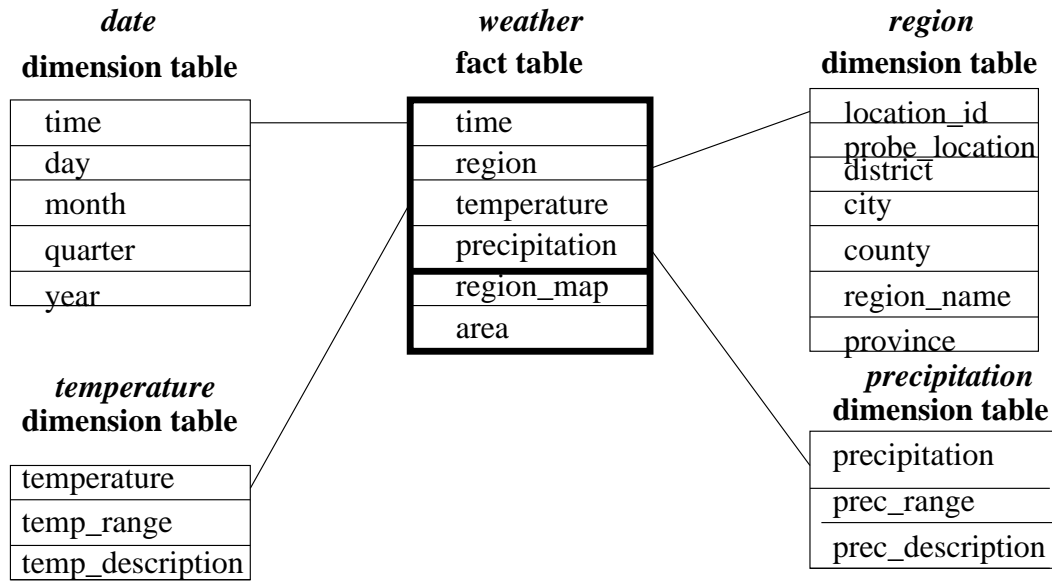 date
dimension table
time
day
month
quarter
year
weather
fact table
time
region
temperature
precipitation
region_map
area
region
dimension table
location_id
probe_location
district
city
county
region_name
province
temperature
dimension table
temperature
temp_range
temp_description
precipitation
dimension table
precipitation
prec_range
prec_description